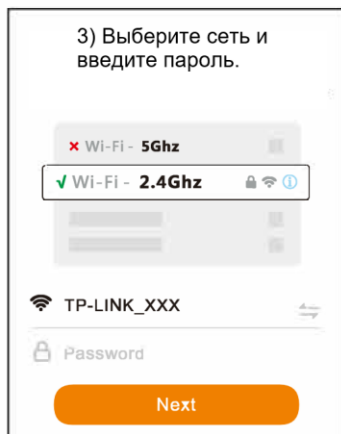 3) Выберите сеть и
введите пароль.
× Wi-Fi - 5Ghz
√ Wi-Fi - 2.4Ghz
TP-LINK_XXX
Password
Next